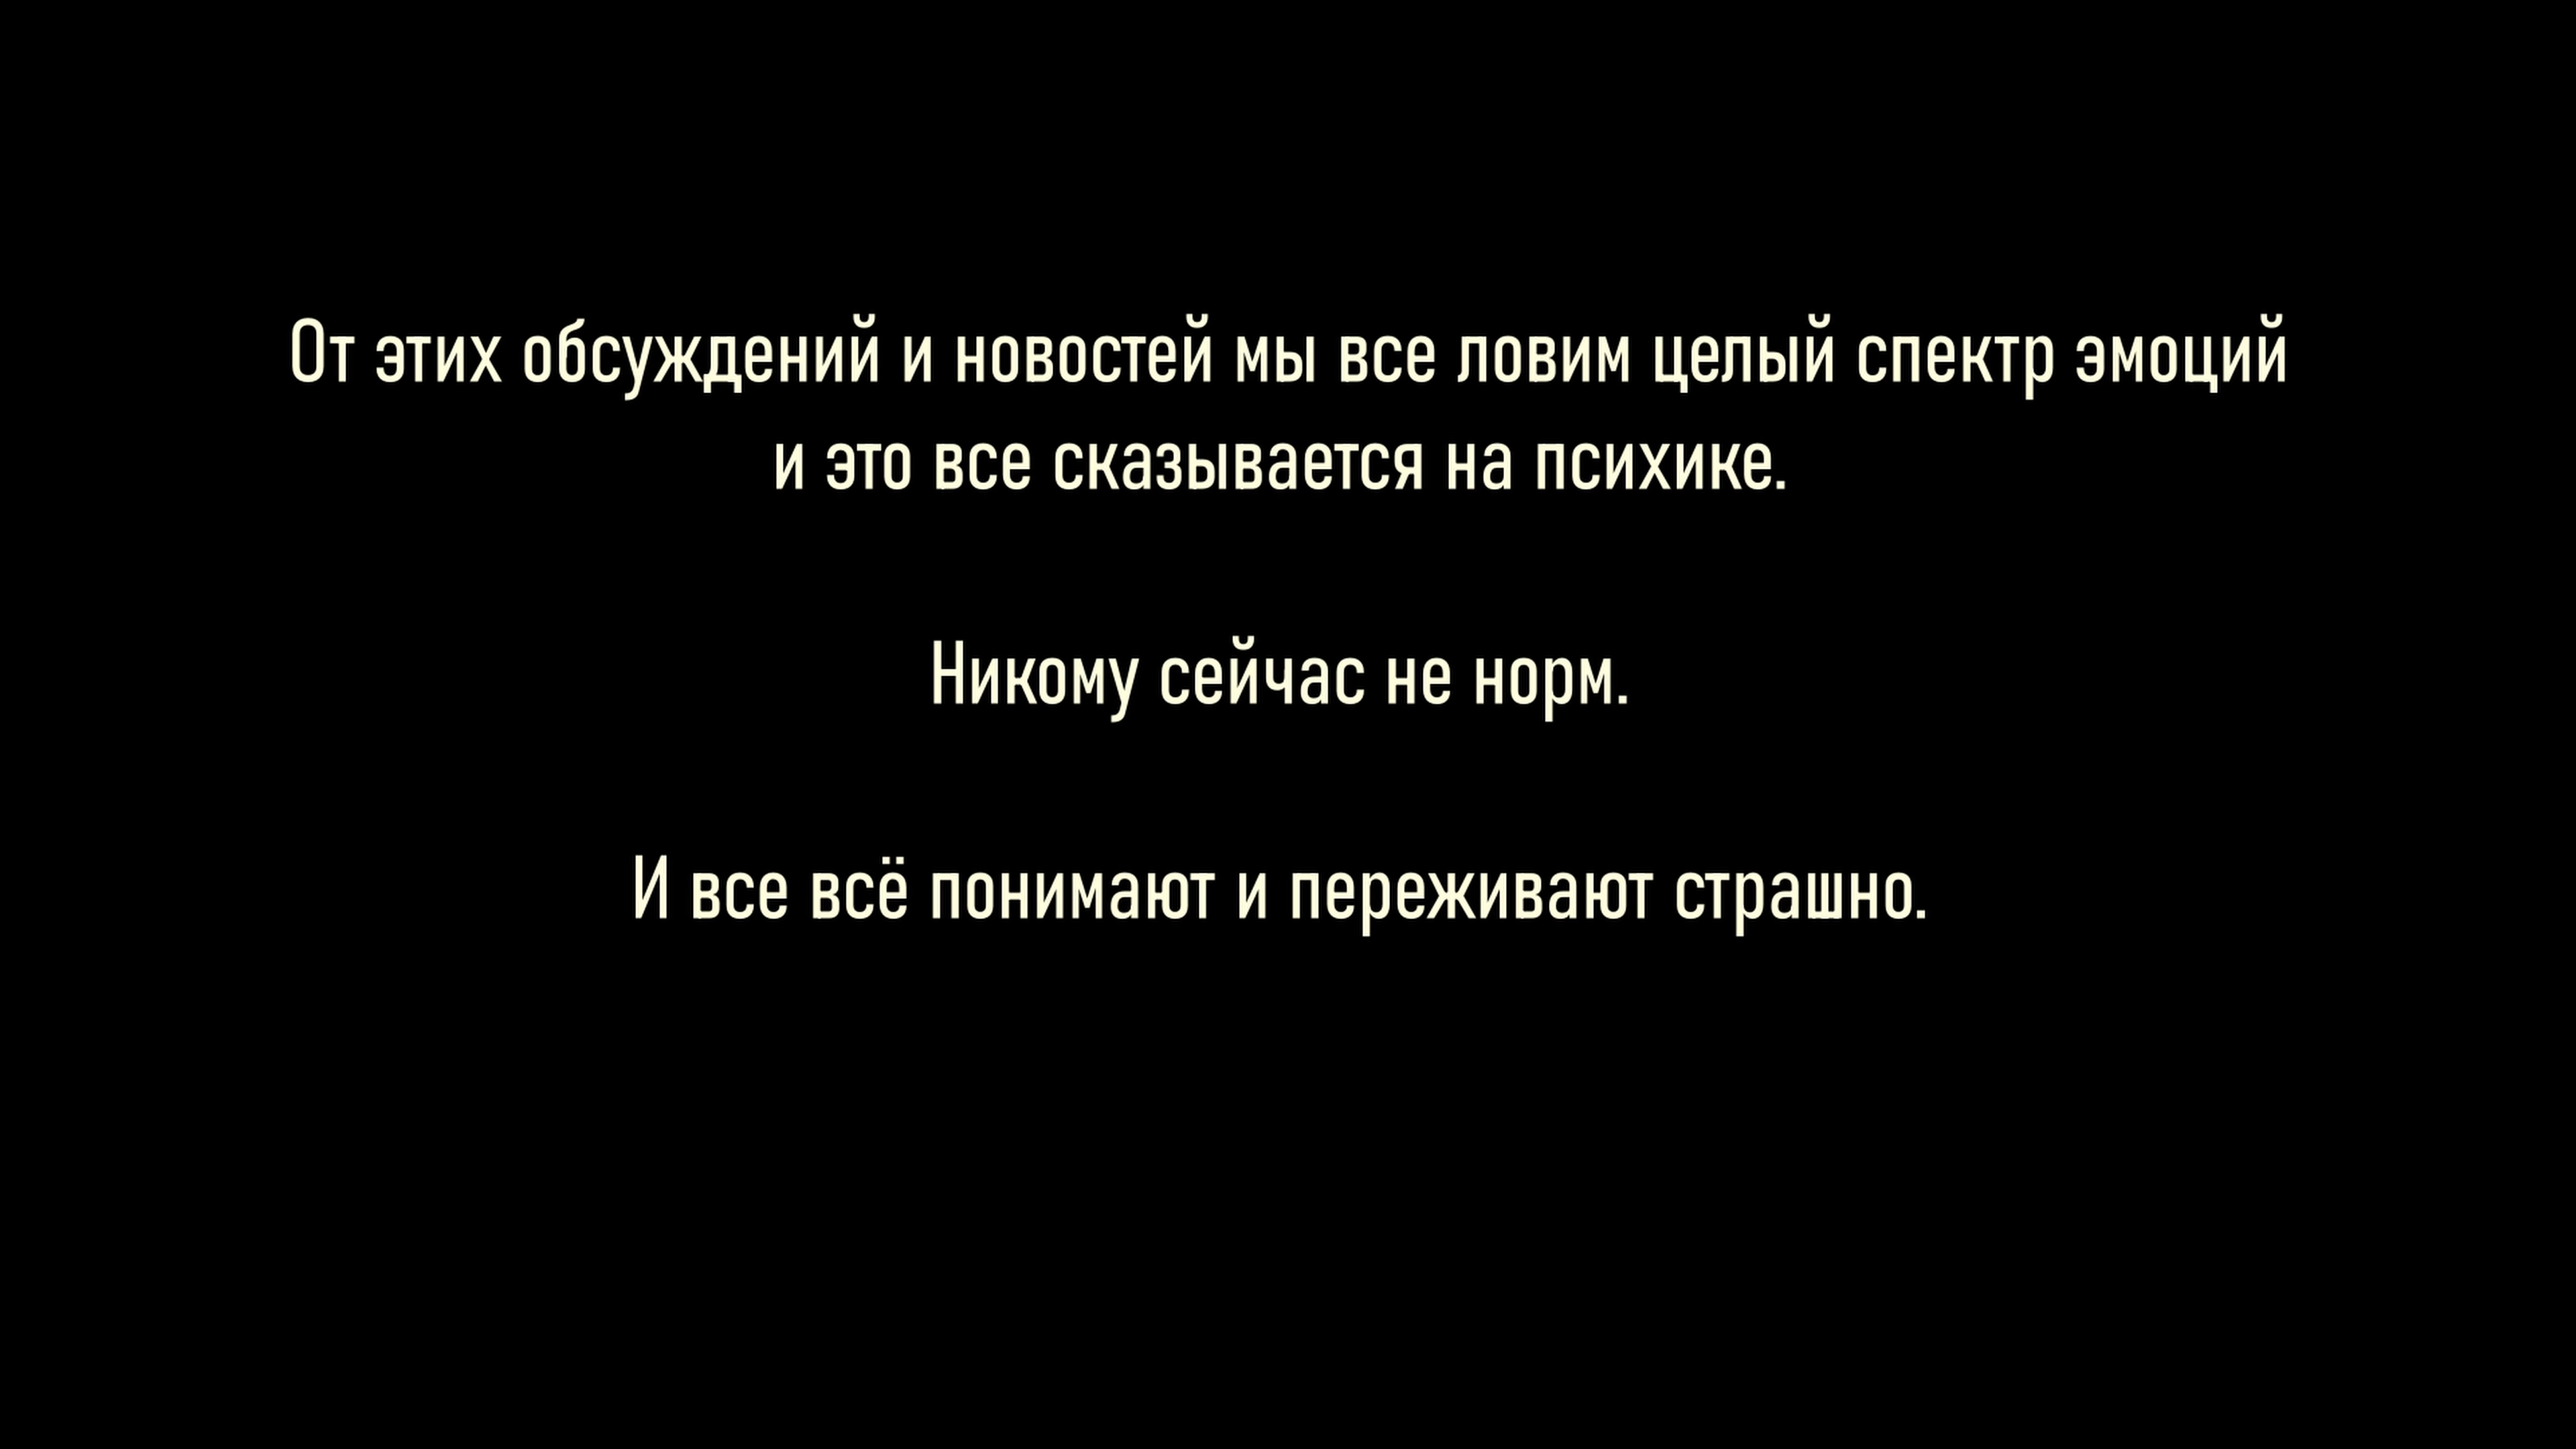 От этих обсуждений и новостей мы все ловим целый спектр эмоций
и это все сказывается на психике.
Никому сейчас не норм.
И все всё понимают и переживают страшно.